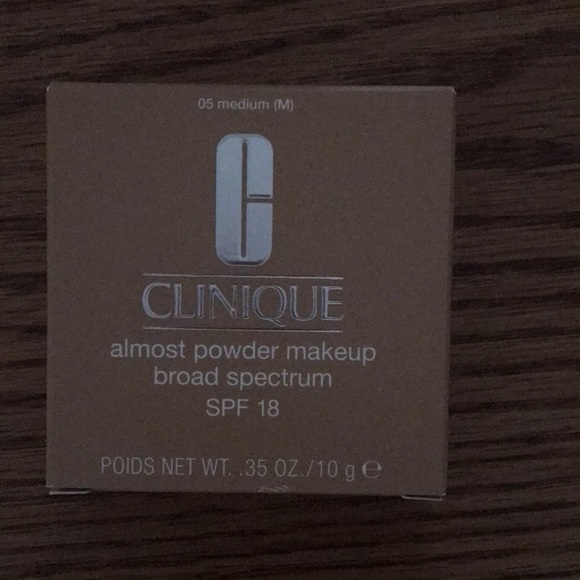 05 medium (M)
C
CLINIQUE
almost powder makeup
broad spectrum
SPF 18
POIDS NET WT. .35 OZ./10 g ℮